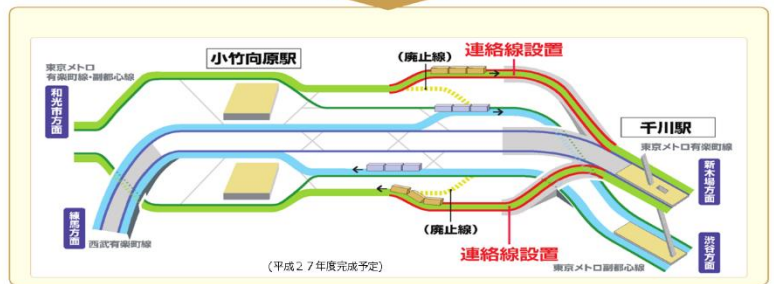 小竹向原駅
(廃止線)
連絡線設置
東京メトロ
有楽町線・副都心線
和光市方面
千川駅
東京メトロ有楽町線
新木場方面
練馬方面
西武有楽町線
(廃止線)
連絡線設置
渋谷方面
東京メトロ副都心線
(平成27年度完成予定)